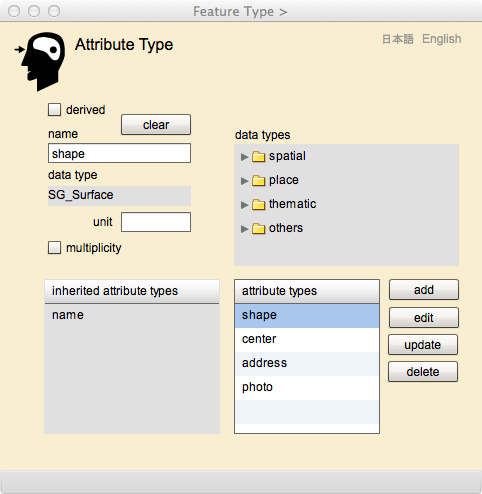 Feature Type >
Attribute Type
日本語 English
derived
clear
name
shape
data type
SG_Surface
unit
multiplicity
data types
spatial
place
thematic
others
inherited attribute types
name
attribute types
shape
center
address
photo
add
edit
update
delete